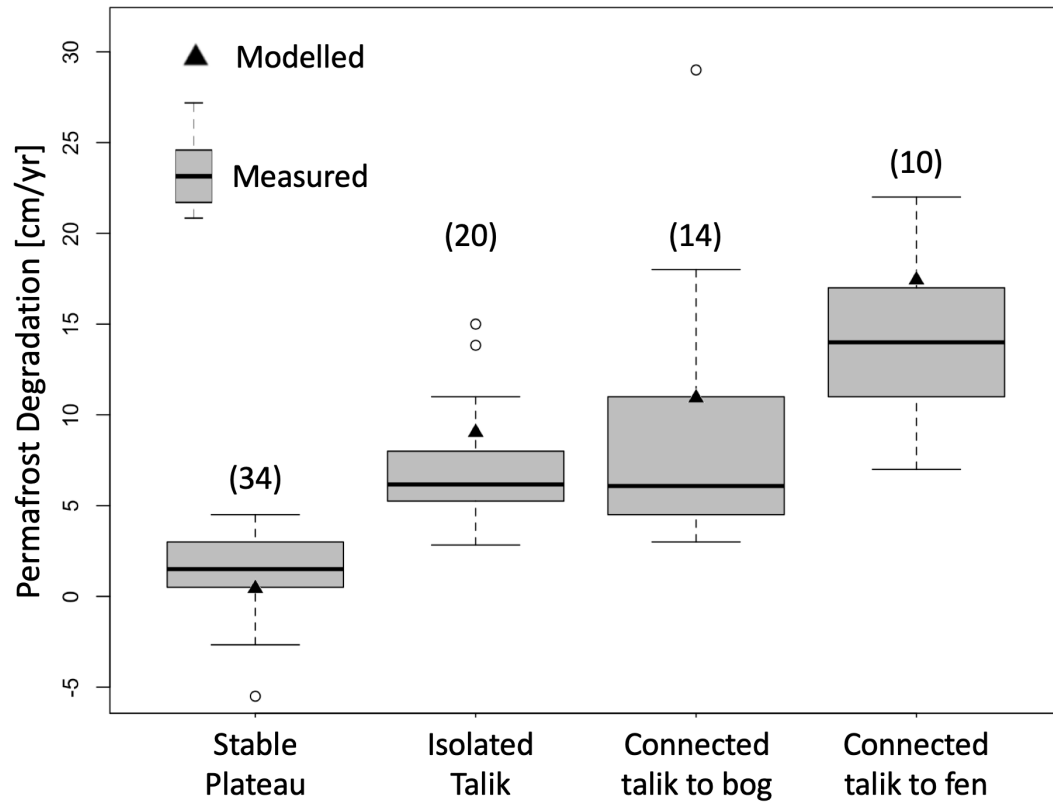 Permafrost Degradation [cm/yr]
30
25
20
15
10
5
0
-5
Modelled
Measured
(34)
(20)
(14)
(10)
Stable
Plateau
Isolated
Talik
Connected
talik to bog
Connected
talik to fen